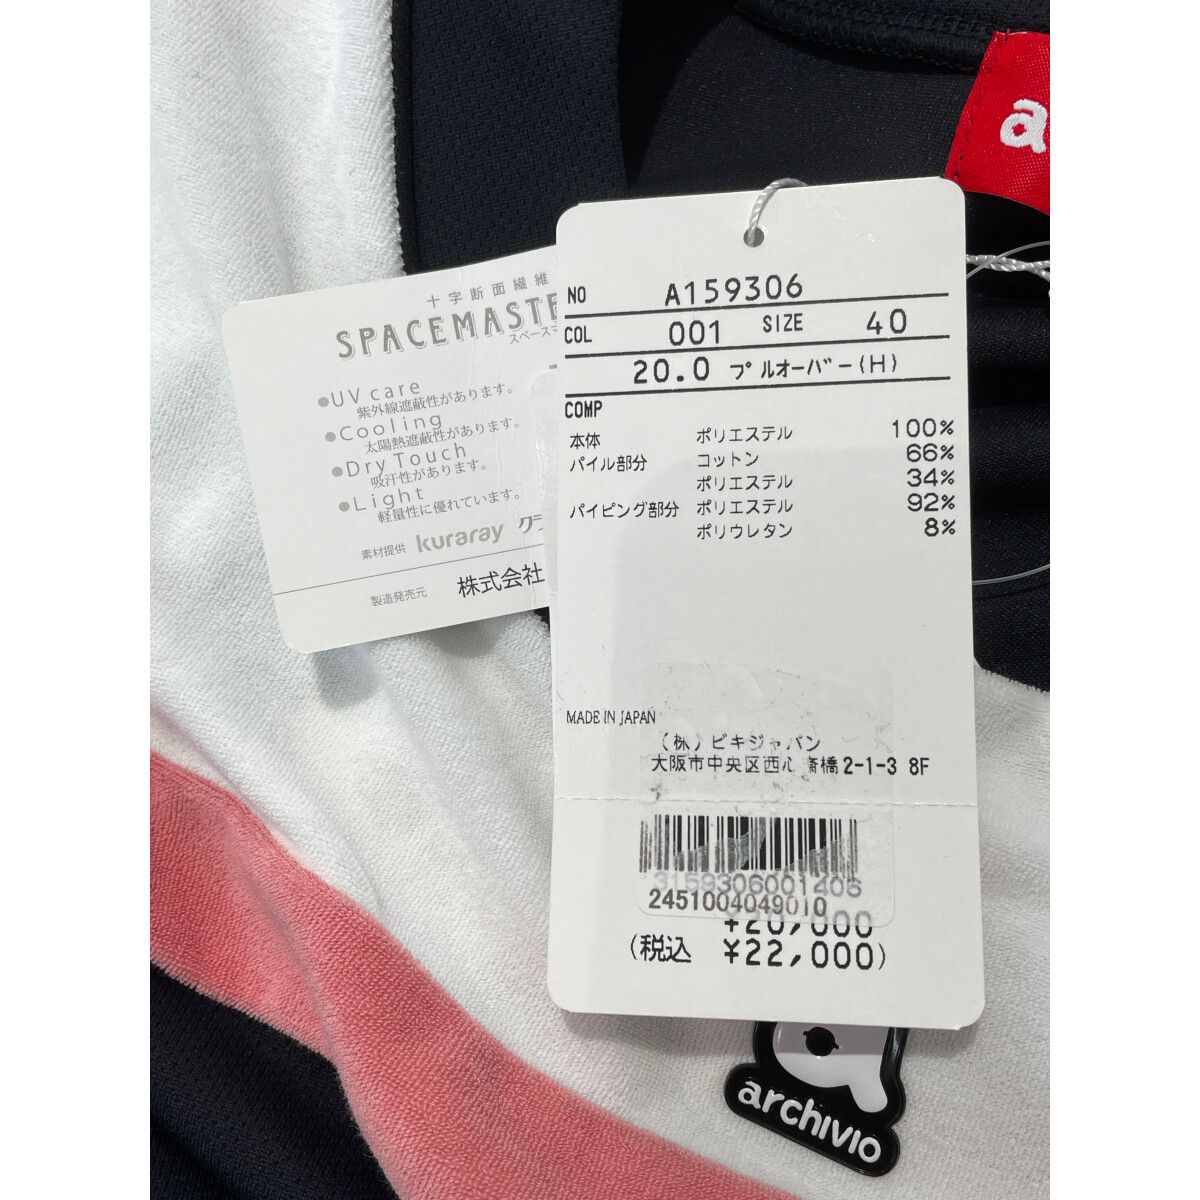 a
十字断面繊維
SPACEMASTE
スペースマ
●UV care
紫外線遮蔽性があります。
●Cooling
太陽熱遮蔽性があります。
●Dry Touch
吸汗性があります。
●Light
軽量性に優れています。
素材提供 kuraray クラ
製造発売元 株式会社
NO A159306
COL 001 SIZE 40
20.0 プルオーバー(H)
COMP
本体 ポリエステル 100%
パイル部分 コットン 66%
ポリエステル 34%
パイピング部分 ポリエステル 92%
ポリウレタン 8%
MADE IN JAPAN
(株)ビキジャパン
大阪市中央区西心斎橋2-1-3 8F
3159306001406
2451004049010
¥20,000
(税込 ¥22,000)
archivio